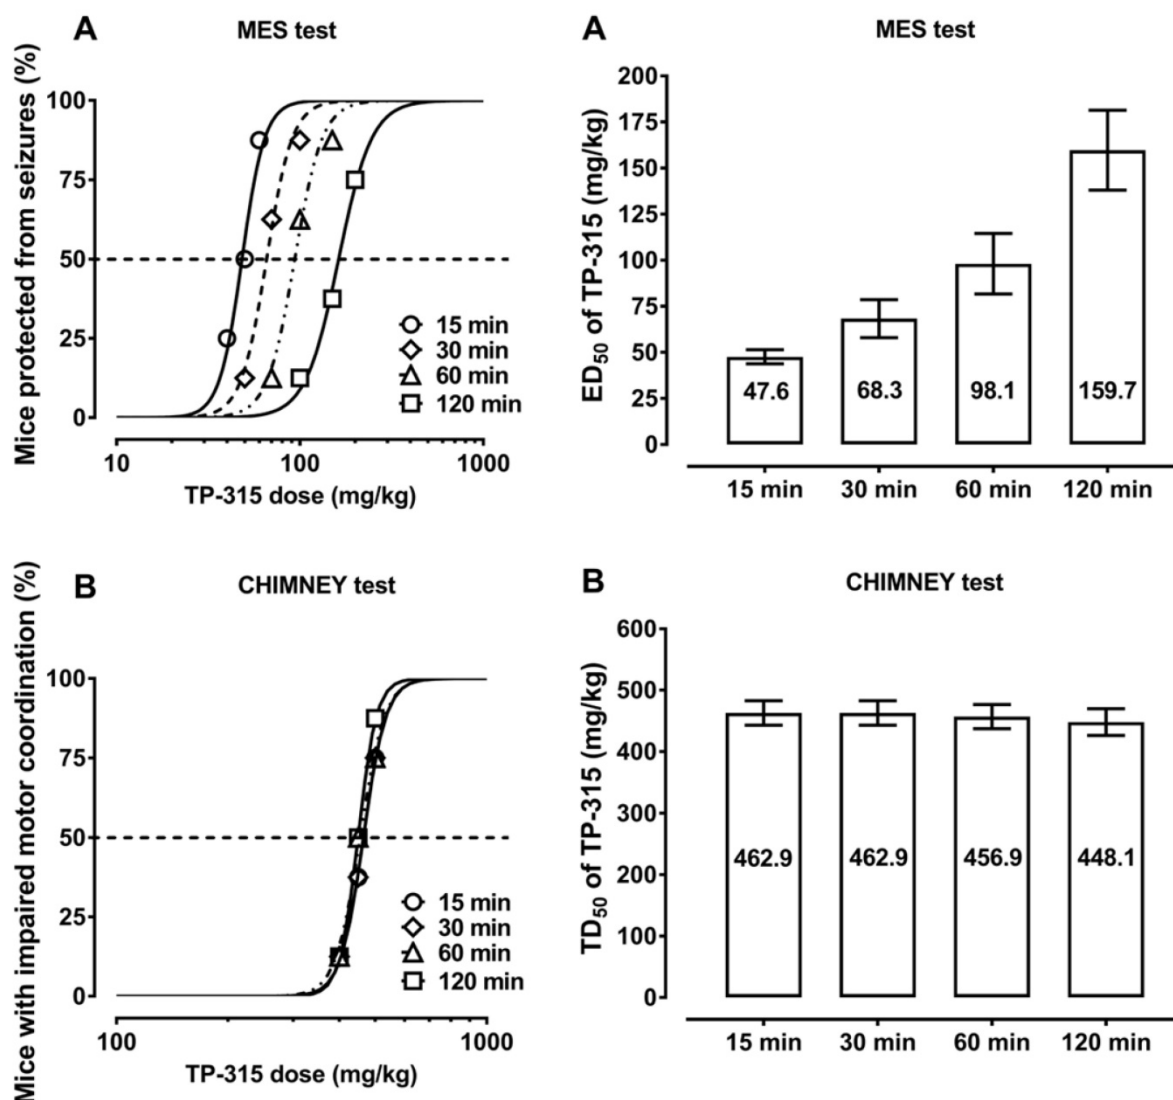 A
MES test
Mice protected from seizures (%)
100
75
50
25
0
15 min
30 min
60 min
120 min
10
100
1000
TP-315 dose (mg/kg)
A
MES test
ED50 of TP-315 (mg/kg)
200
175
150
125
100
75
50
25
0
47.6
68.3
98.1
159.7
15 min
30 min
60 min
120 min
B
CHIMNEY test
Mice with impaired motor coordination (%)
100
75
50
25
0
15 min
30 min
60 min
120 min
100
1000
TP-315 dose (mg/kg)
B
CHIMNEY test
TD50 of TP-315 (mg/kg)
600
500
400
300
200
100
0
462.9
462.9
456.9
448.1
15 min
30 min
60 min
120 min